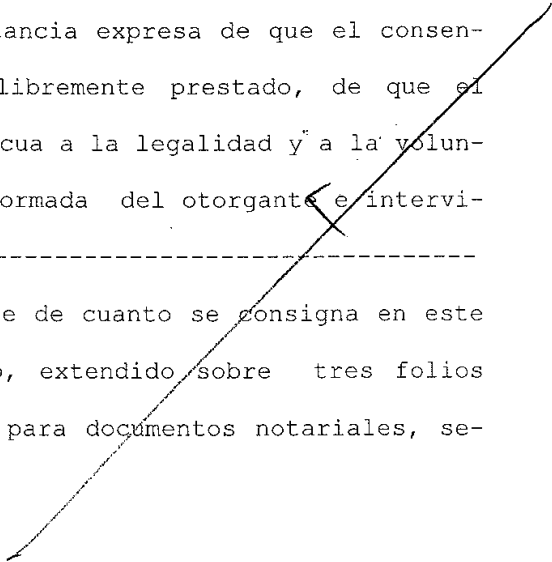 ancia expresa de que el consen-
libremente prestado, de que el
cua a la legalidad y a la volun-
ormada del otorgante e intervi-
--------------------------------
e de cuanto se consigna en este
, extendido sobre tres folios
para documentos notariales, se-